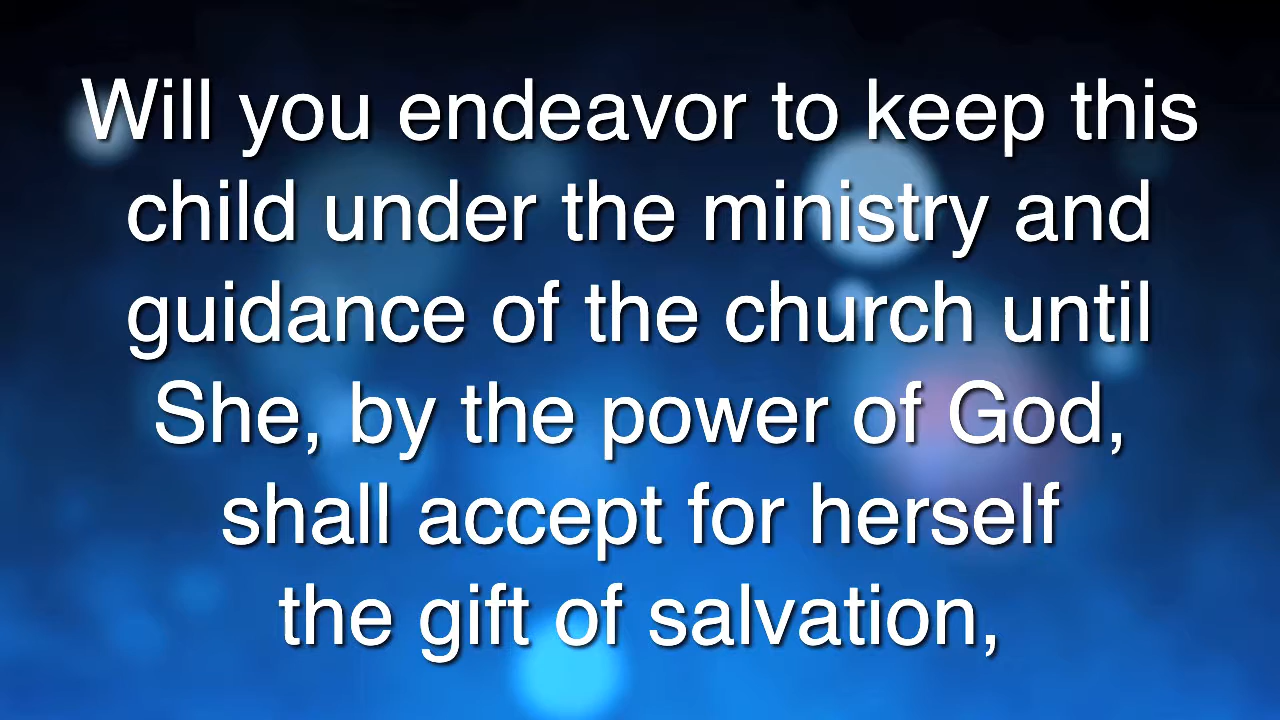 Will you endeavor to keep this
child under the ministry and
guidance of the church until
She, by the power of God,
shall accept for herself
the gift of salvation,